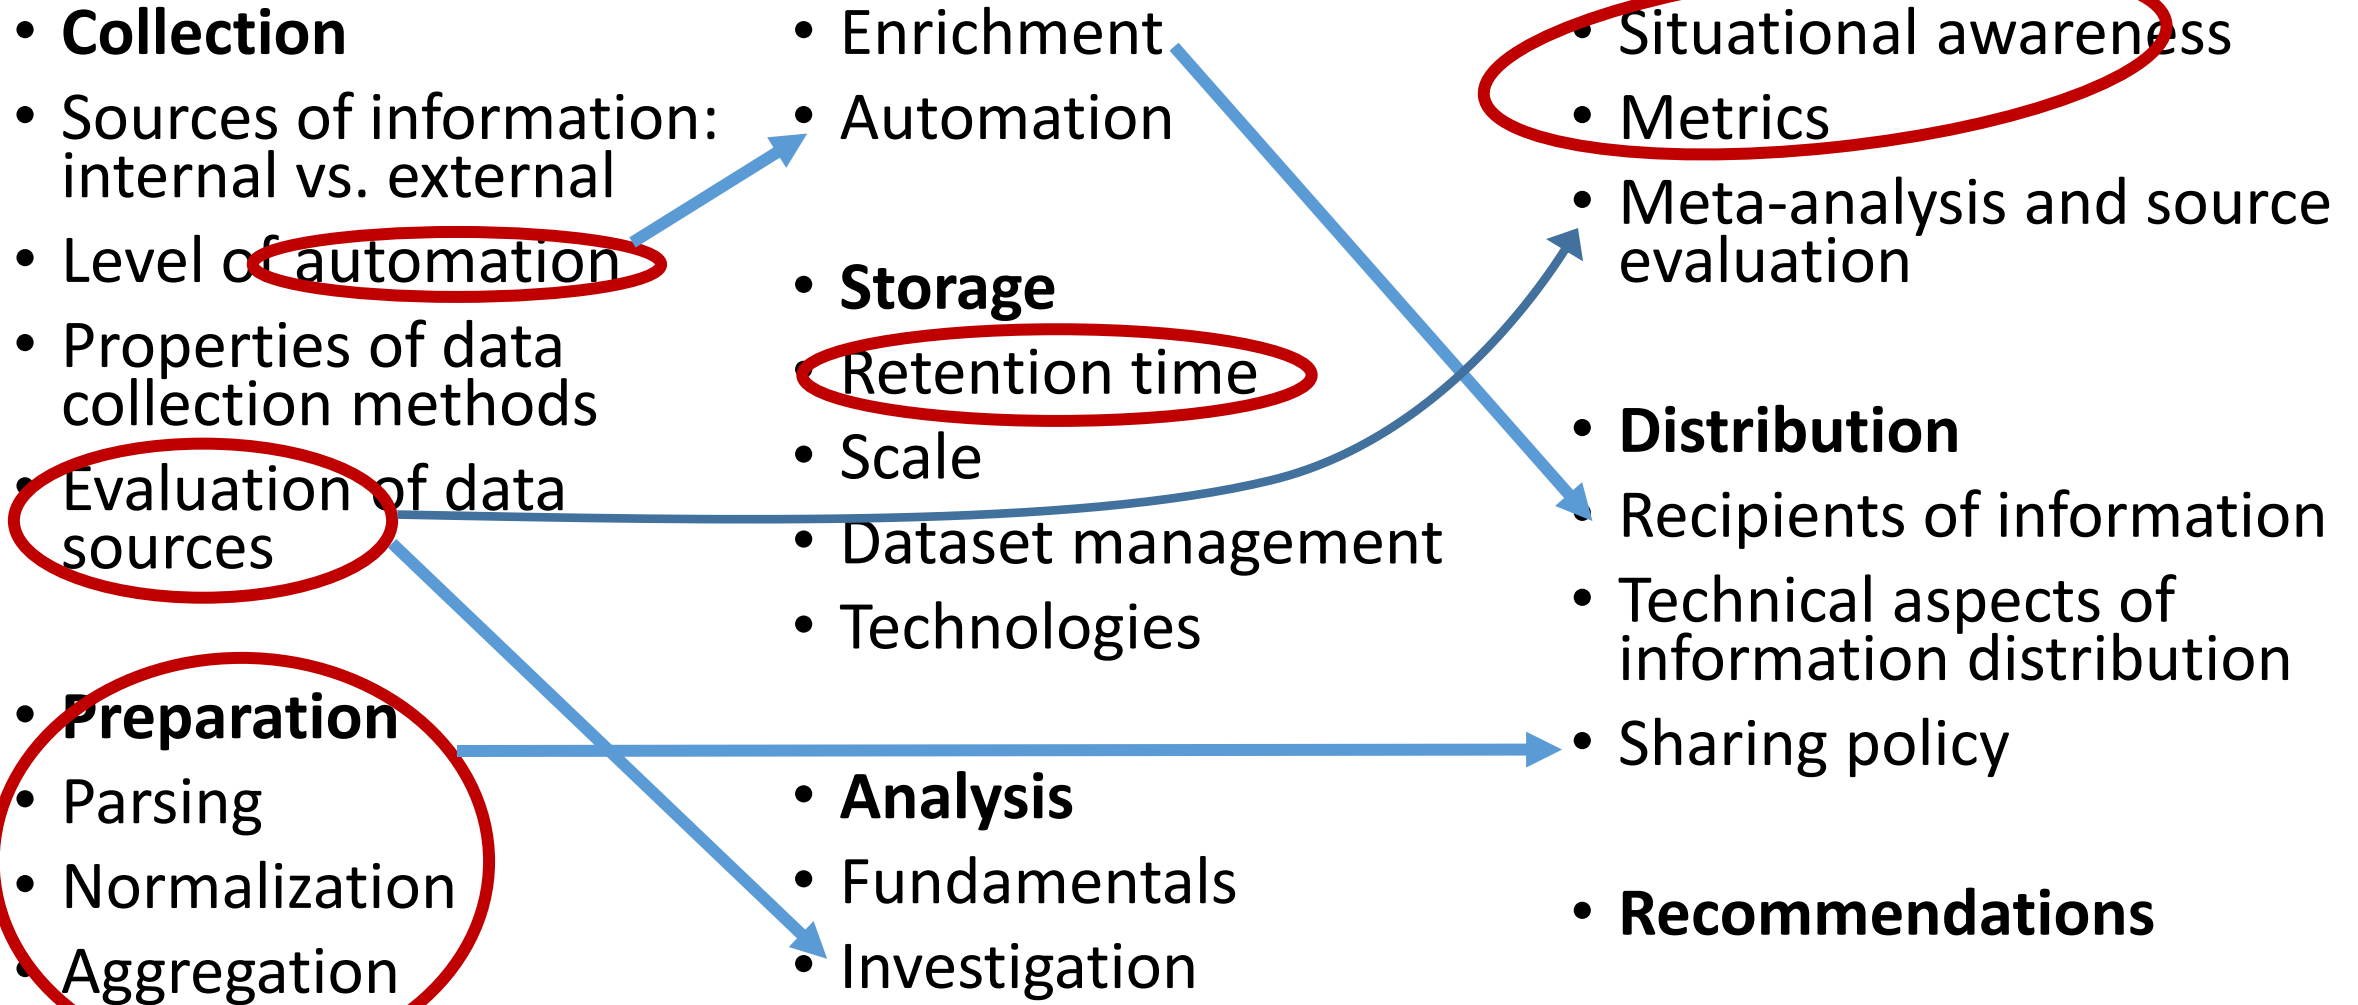 • Collection
• Sources of information:
internal vs. external
• Level of automation
• Properties of data
collection methods
• Evaluation of data
sources
• Preparation
• Parsing
• Normalization
• Aggregation
• Enrichment
• Automation
• Storage
• Retention time
• Scale
• Dataset management
• Technologies
• Analysis
• Fundamentals
• Investigation
• Situational awareness
• Metrics
• Meta-analysis and source
evaluation
• Distribution
• Recipients of information
• Technical aspects of
information distribution
• Sharing policy
• Recommendations